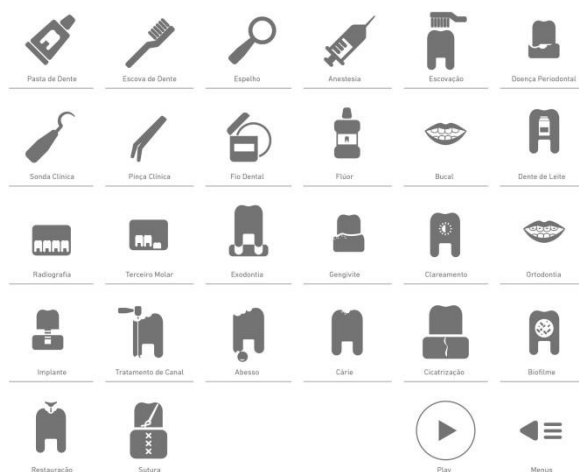 Pasta de Dente
Escova de Dente
Espelho
Anestesia
Escovação
Doença Periodontal
Sonda Clínica
Pinça Clínica
Fio Dental
Flúor
Bucal
Dente de Leite
Radiografia
Terceiro Molar
Exodontia
Gengivite
Clareamento
Ortodontia
Implante
Tratamento de Canal
Abesso
Cárie
Cicatrização
Biofilme
Restauração
Sutura
Play
Menus